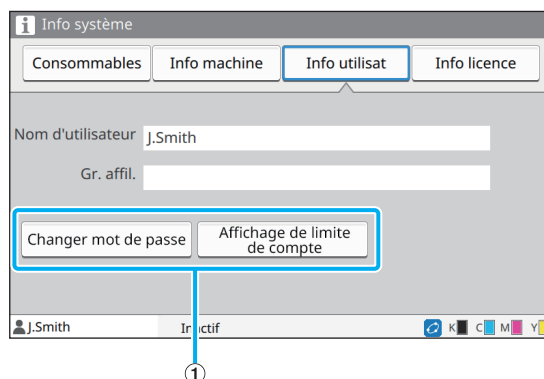 Info système
Consommables
Info machine
Info utilisat
Info licence
Nom d'utilisateur
J.Smith
Gr. affil.
Changer mot de passe
Affichage de limite
de compte
J.Smith
Inactif
K
C
M
Y
1